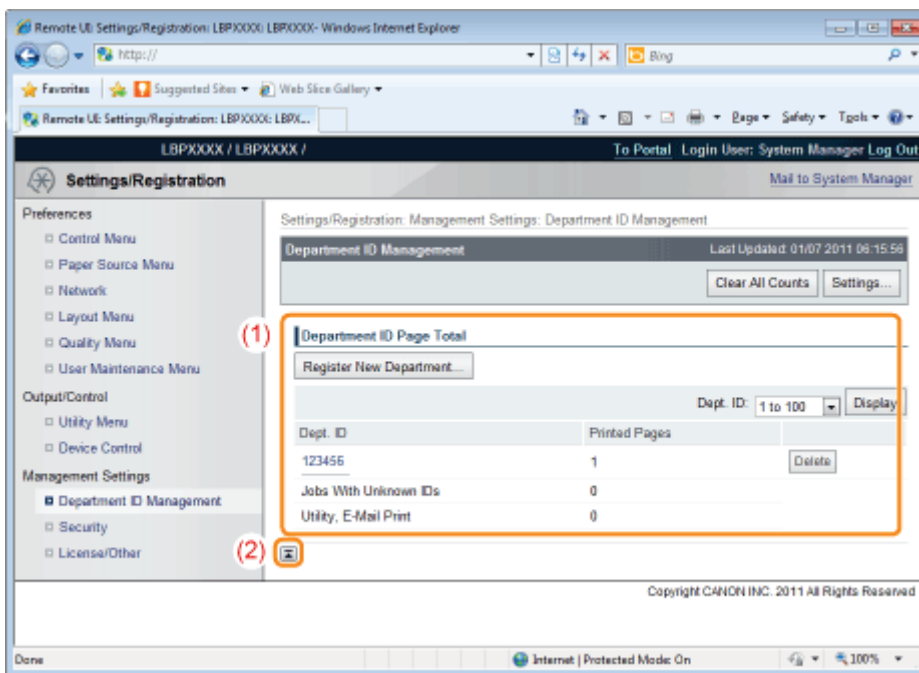 Remote UI: Settings/Registration: LBPXXXX: LBPXXXX- Windows Internet Explorer
http://
Bing
Favorites Suggested Sites Web Slice Gallery
Remote UI: Settings/Registration: LBPXXXX: LBPX... Page Safety Tools
LBPXXXX / LBPXXXX / To Portal Login User: System Manager Log Out
Settings/Registration Mail to System Manager
Preferences
Control Menu
Paper Source Menu
Network
Layout Menu
Quality Menu
User Maintenance Menu
Output/Control
Utility Menu
Device Control
Management Settings
Department ID Management
Security
License/Other
Settings/Registration: Management Settings: Department ID Management
Department ID Management Last Updated: 01/07 2011 06:15:56
Clear All Counts Settings...
(1)
Department ID Page Total
Register New Department...
Dept. ID: 1 to 100 Display
Dept. ID Printed Pages
123456 1 Delete
Jobs With Unknown IDs 0
Utility, E-Mail Print 0
(2)
Copyright CANON INC. 2011 All Rights Reserved
Done Internet | Protected Mode: On 100%